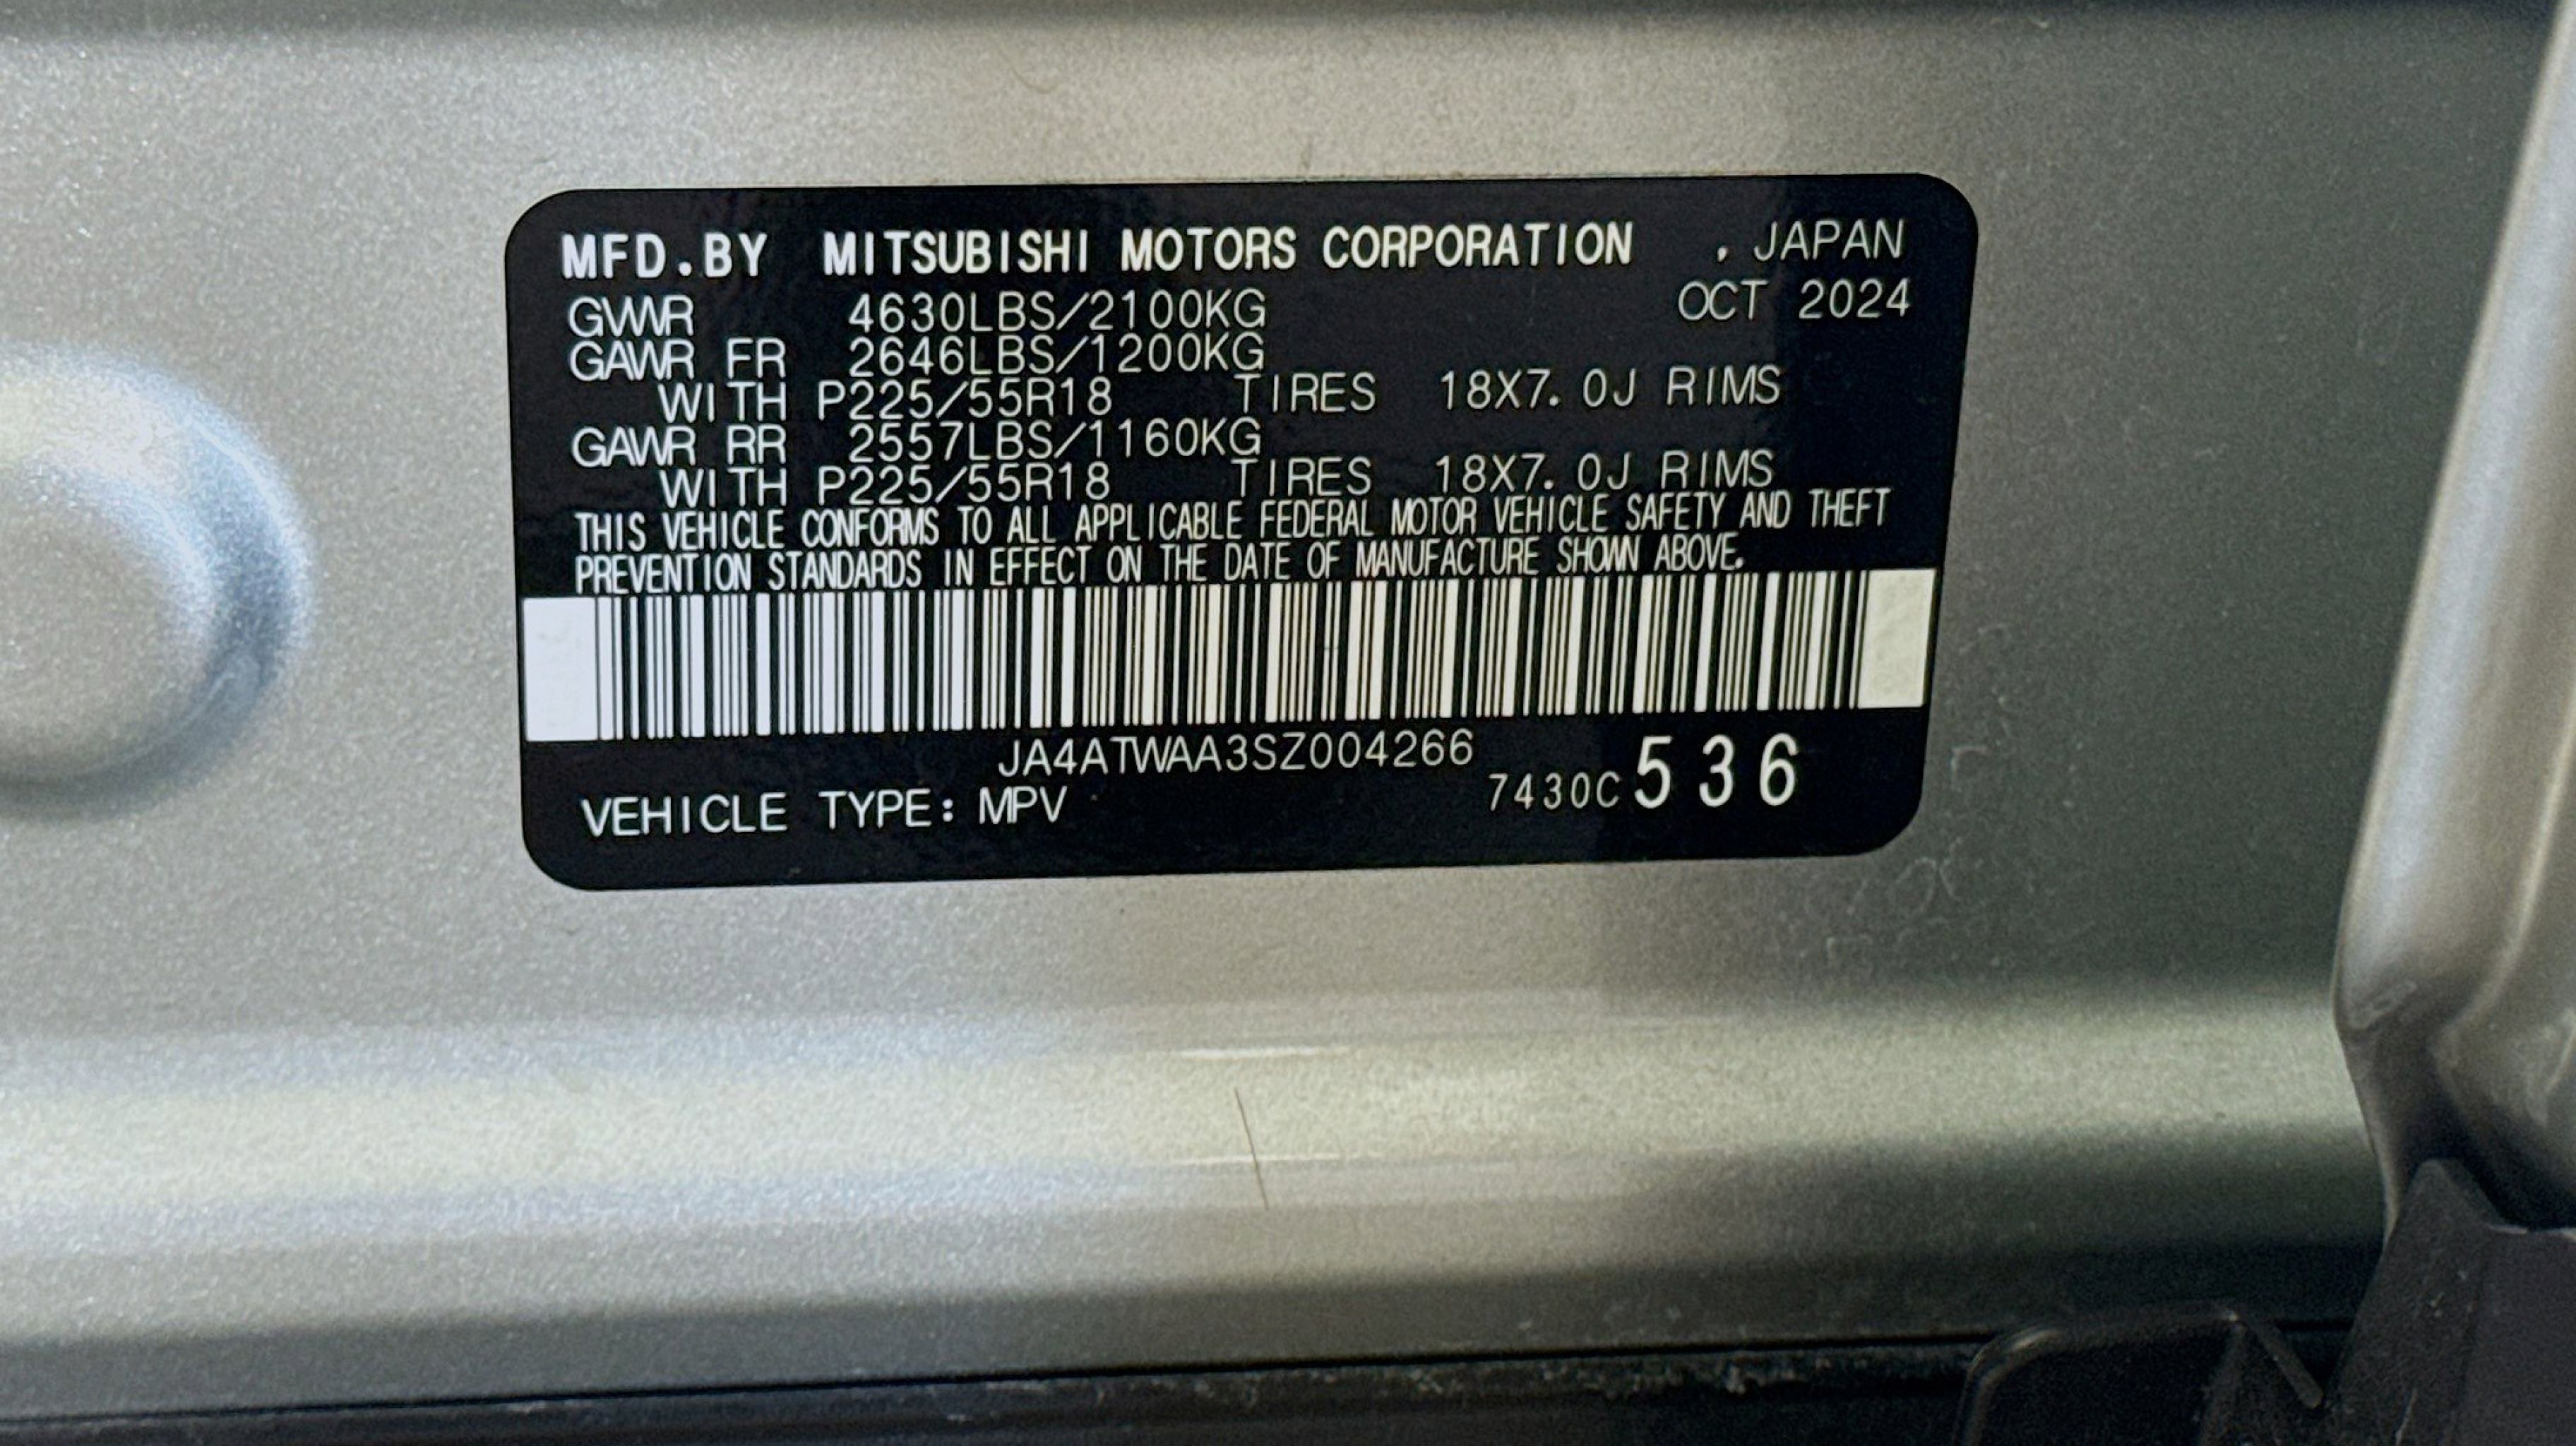 MFD.BY MITSUBISHI MOTORS CORPORATION , JAPAN
GVWR 4630LBS/2100KG OCT 2024
GAWR FR 2646LBS/1200KG
WITH P225/55R18 TIRES 18X7.0J RIMS
GAWR RR 2557LBS/1160KG
WITH P225/55R18 TIRES 18X7.0J RIMS
THIS VEHICLE CONFORMS TO ALL APPLICABLE FEDERAL MOTOR VEHICLE SAFETY AND THEFT
PREVENTION STANDARDS IN EFFECT ON THE DATE OF MANUFACTURE SHOWN ABOVE.
JA4ATWAA3SZ004266
VEHICLE TYPE: MPV 7430C 536